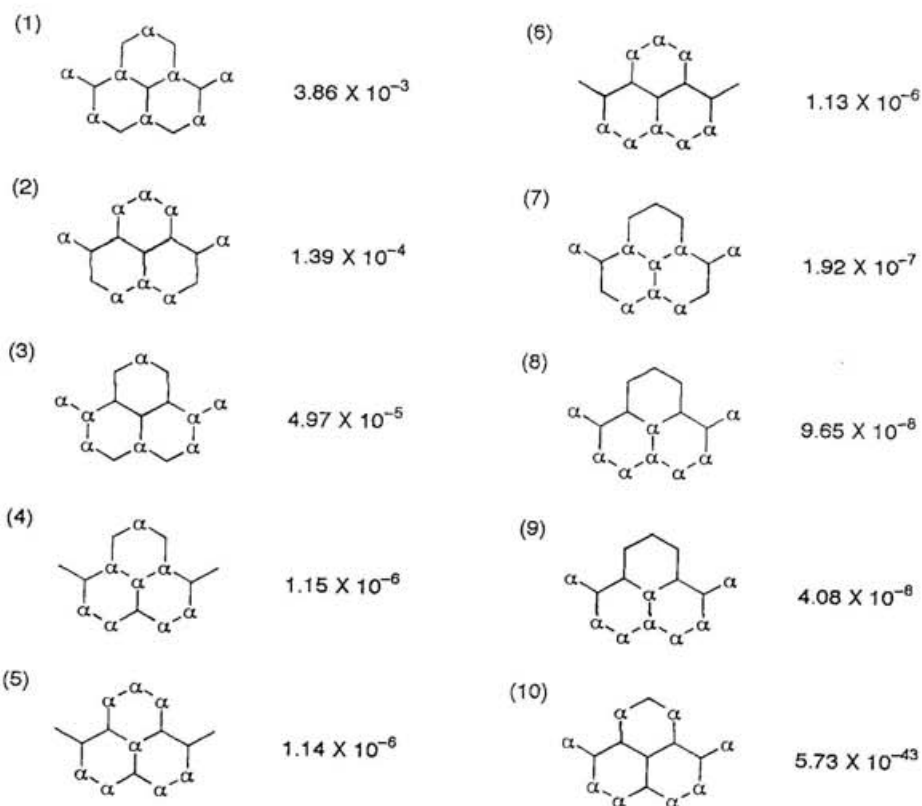 (1)
α
α α α α
3.86 X 10⁻³
α α α
(2)
α
α α
α α
1.39 X 10⁻⁴
α
α α
(3)
α
α α
α α
4.97 X 10⁻⁵
α α α
(4)
α
α α
α
1.15 X 10⁻⁶
α α
α
(5)
α
α α
α
1.14 X 10⁻⁶
α α
α α
(6)
α
α α
1.13 X 10⁻⁶
α α α
α α
(7)
α α α α
α
1.92 X 10⁻⁷
α
α α
(8)
α α
α
9.65 X 10⁻⁸
α α α
α α
(9)
α α
α
4.08 X 10⁻⁸
α α α
α α
(10)
α α
α α
5.73 X 10⁻⁴³
α α
α α